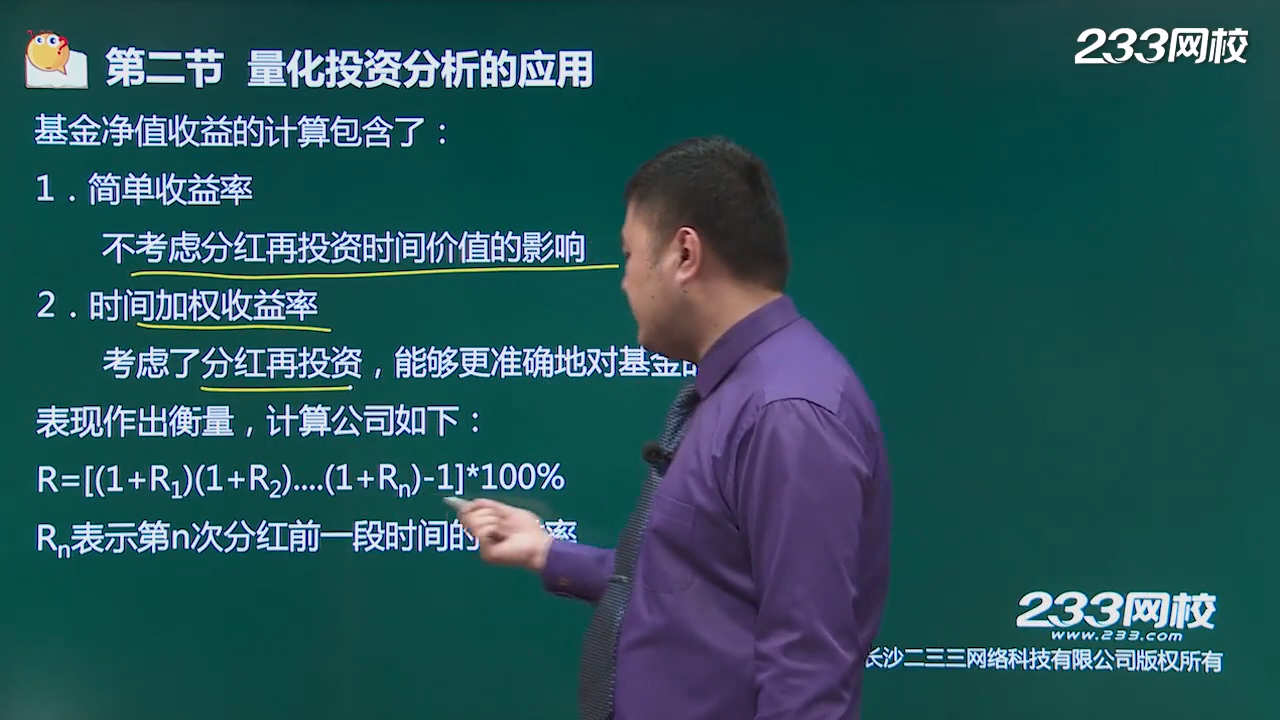 233网校
第二节 量化投资分析的应用
基金净值收益的计算包含了：
1．简单收益率
不考虑分红再投资时间价值的影响
2．时间加权收益率
考虑了分红再投资，能够更准确地对基金
表现作出衡量，计算公司如下：
R=[(1+R1)(1+R2)....(1+Rn)-1]*100%
Rn表示第n次分红前一段时间的 率
233网校
www.233.com
长沙二三三网络科技有限公司版权所有